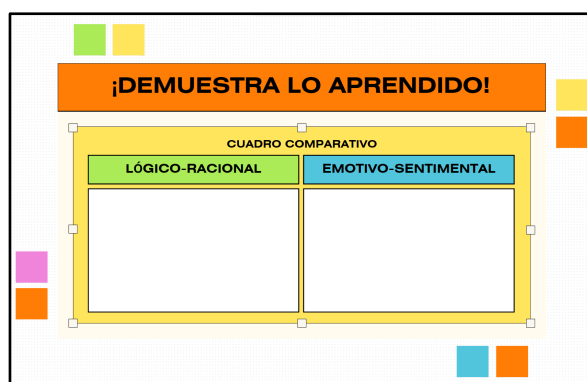 ¡DEMUESTRA LO APRENDIDO!
CUADRO COMPARATIVO
LÓGICO-RACIONAL
EMOTIVO-SENTIMENTAL